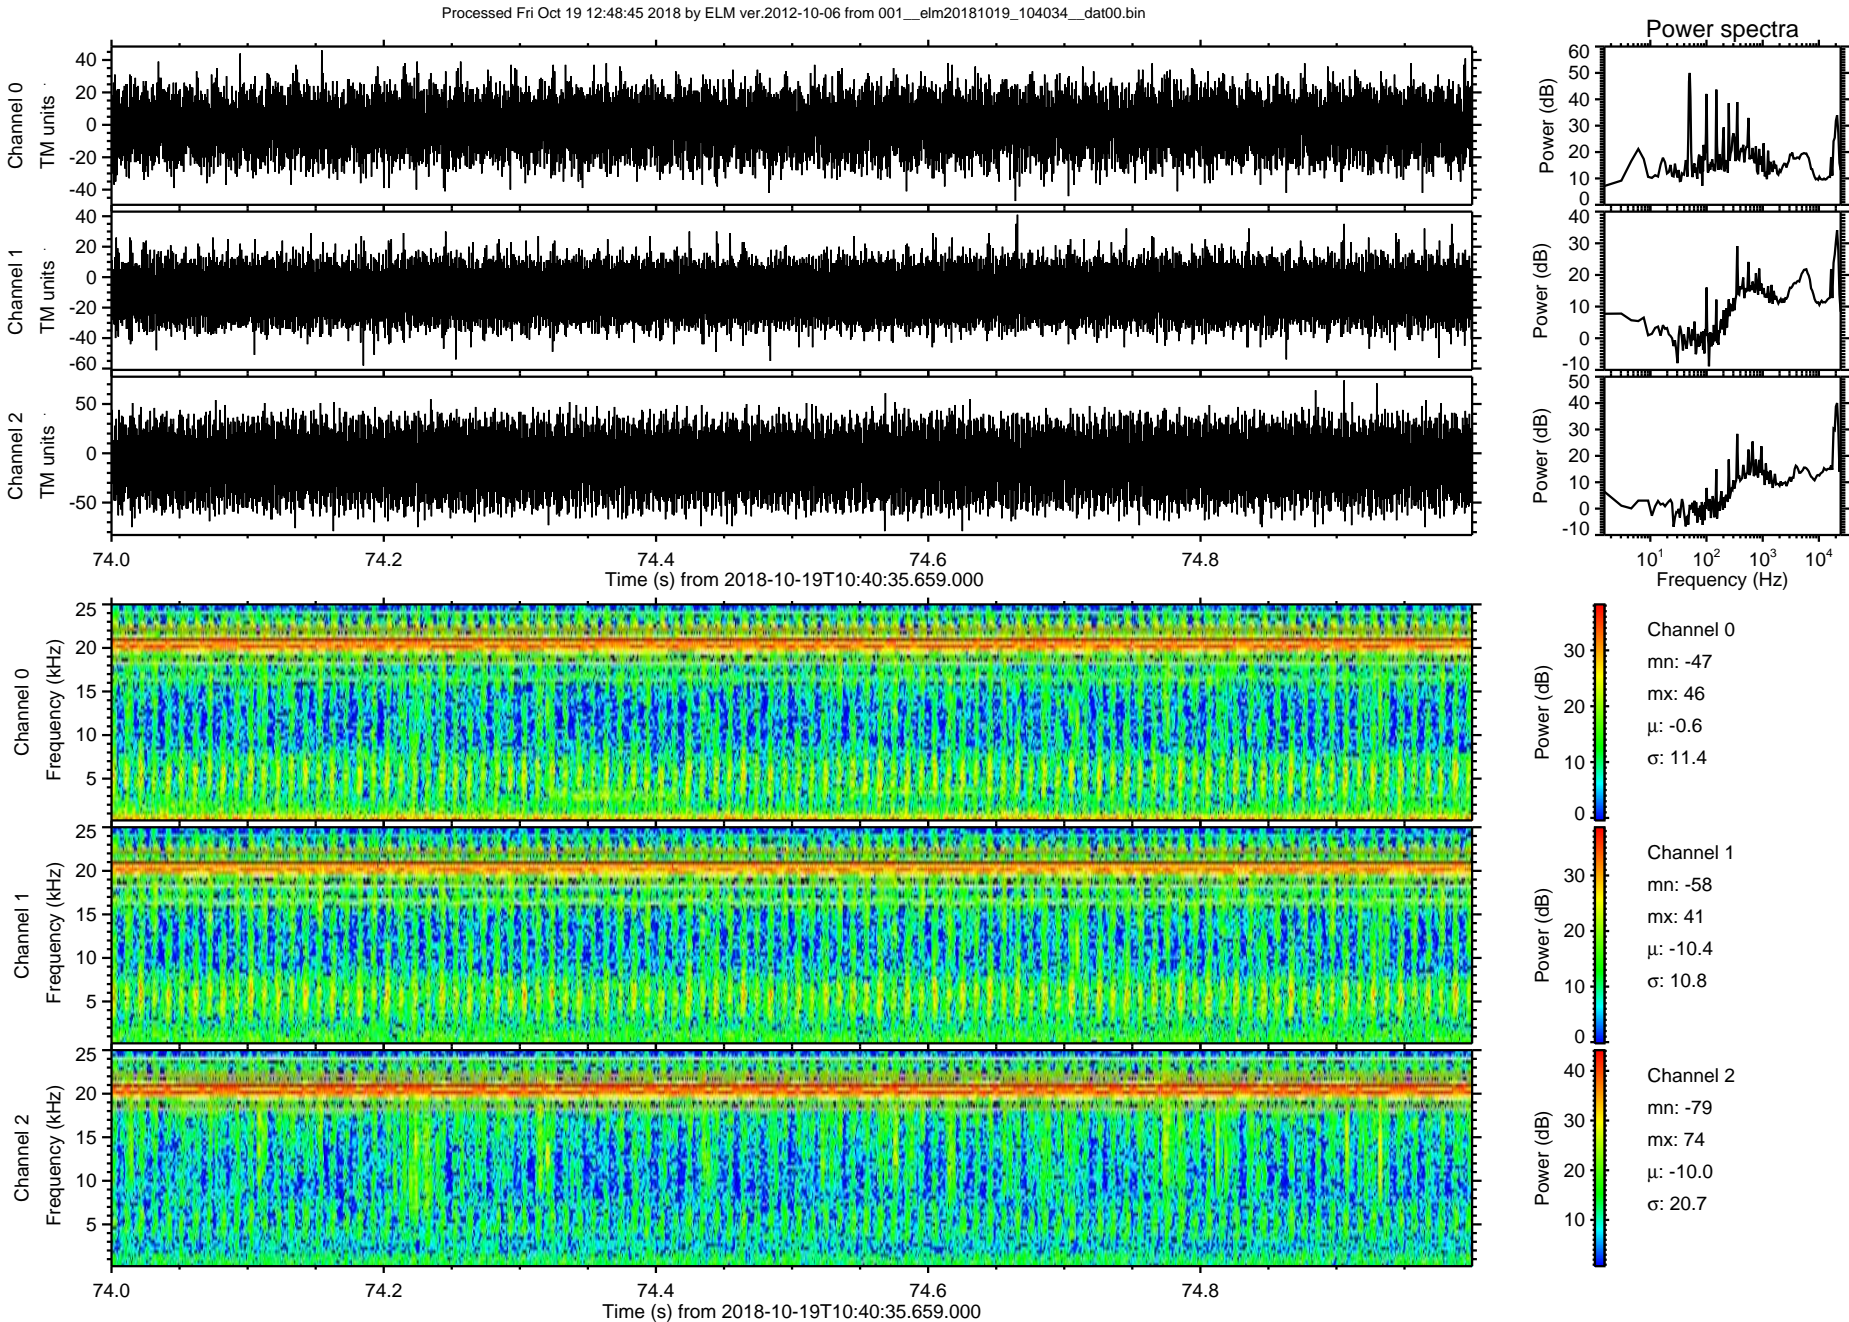 Processed Fri Oct 19 12:48:45 2018 by ELM ver.2012-10-06 from 001__elm20181019_104034__dat00.bin
Power spectra
Channel 0
TM units
40
20
0
-20
-40
Power (dB)
60
50
40
30
20
10
0
Channel 1
TM units
40
20
0
-20
-40
-60
Power (dB)
40
30
20
10
0
-10
Channel 2
TM units
50
0
-50
Power (dB)
50
40
30
20
10
0
-10
74.0 74.2 74.4 74.6 74.8
Time (s) from 2018-10-19T10:40:35.659.000
10¹ 10² 10³ 10⁴
Frequency (Hz)
Channel 0
Frequency (kHz)
25
20
15
10
5
Power (dB)
30
20
10
0
Channel 0
mn: -47
mx: 46
μ: -0.6
σ: 11.4
Channel 1
Frequency (kHz)
25
20
15
10
5
Power (dB)
30
20
10
0
Channel 1
mn: -58
mx: 41
μ: -10.4
σ: 10.8
Channel 2
Frequency (kHz)
25
20
15
10
5
Power (dB)
40
30
20
10
Channel 2
mn: -79
mx: 74
μ: -10.0
σ: 20.7
74.0 74.2 74.4 74.6 74.8
Time (s) from 2018-10-19T10:40:35.659.000